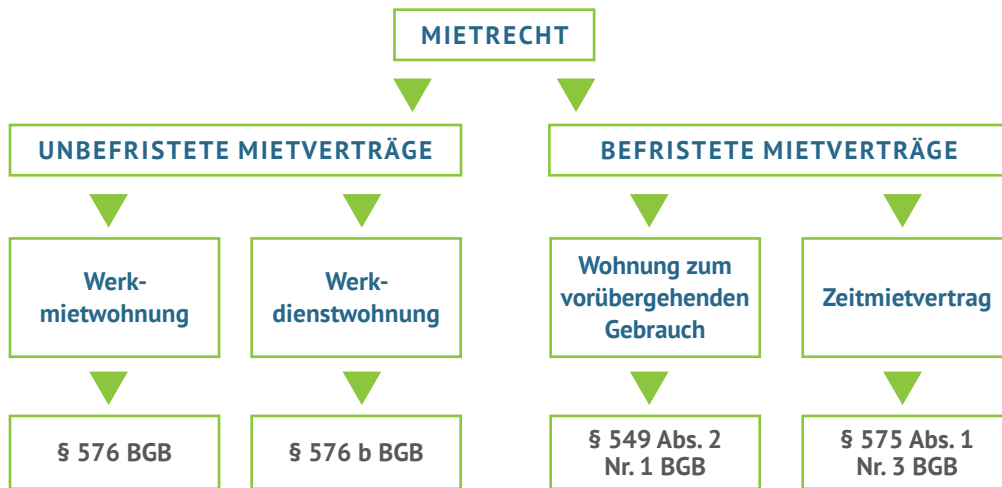 MIETRECHT
UNBEFRISTETE MIETVERTRÄGE
BEFRISTETE MIETVERTRÄGE
Werk-
mietwohnung
Werk-
dienstwohnung
Wohnung zum
vorübergehenden
Gebrauch
Zeitmietvertrag
§ 576 BGB
§ 576 b BGB
§ 549 Abs. 2
Nr. 1 BGB
§ 575 Abs. 1
Nr. 3 BGB